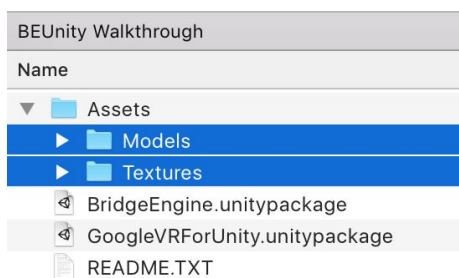 BEUnity Walkthrough
Name
Assets
Models
Textures
BridgeEngine.unitypackage
GoogleVRForUnity.unitypackage
README.TXT